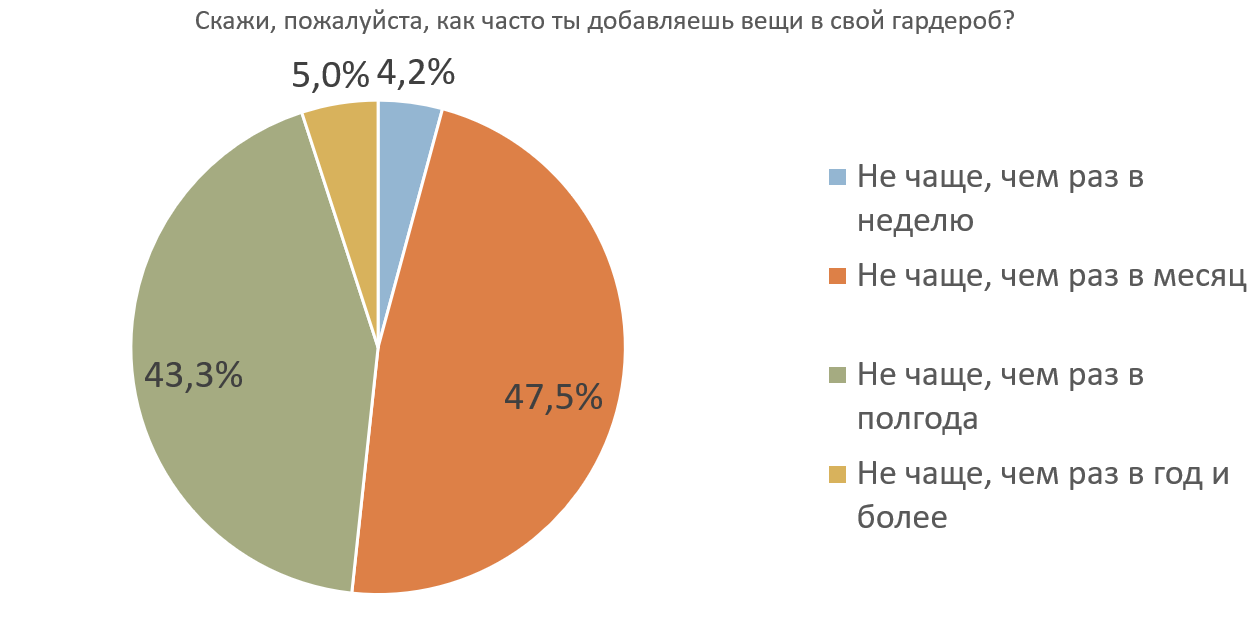 Скажи, пожалуйста, как часто ты добавляешь вещи в свой гардероб?
5,0% 4,2%
43,3%
47,5%
Не чаще, чем раз в
неделю
Не чаще, чем раз в месяц
Не чаще, чем раз в
полгода
Не чаще, чем раз в год и
более